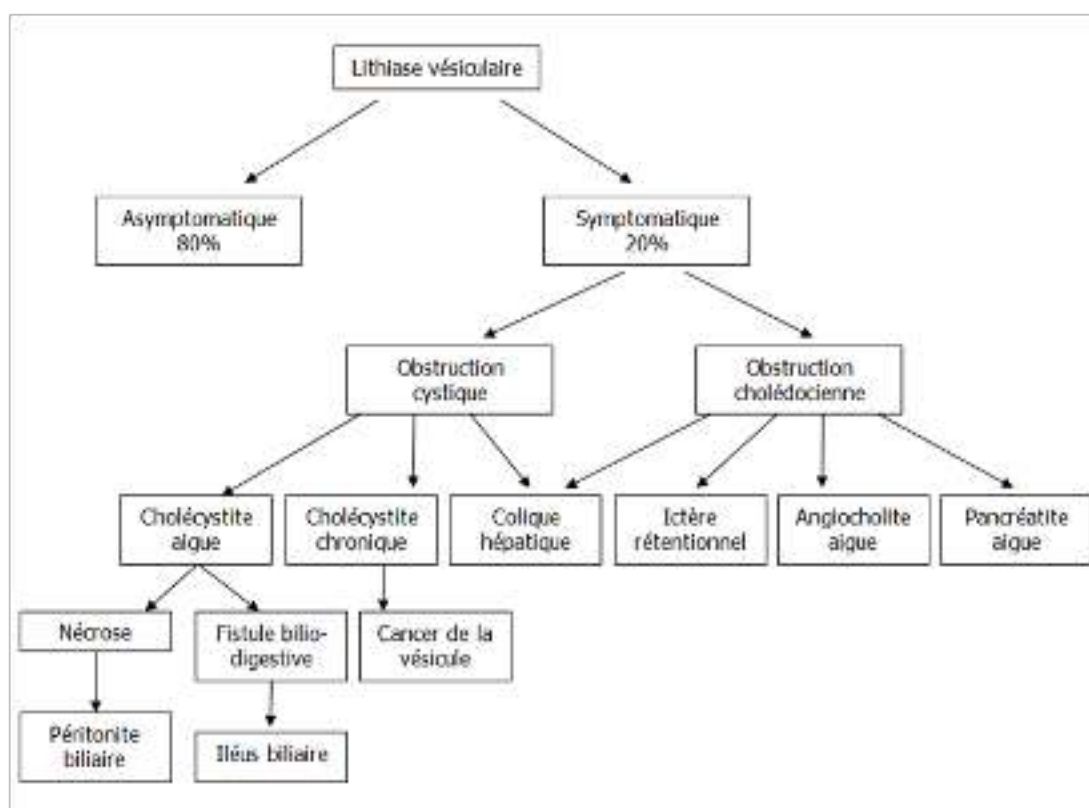 Lithiase vésiculaire
Asymptomatique
80%
Symptomatique
20%
Obstruction
cystique
Obstruction
cholédocienne
Cholécystite
aigue
Cholécystite
chronique
Colique
hépatique
Ictère
rétentionnel
Angiocholite
aigue
Pancréatite
aigue
Nécrose
Fistule bilio-
digestive
Cancer de la
vésicule
Péritonite
biliaire
Iléus biliaire